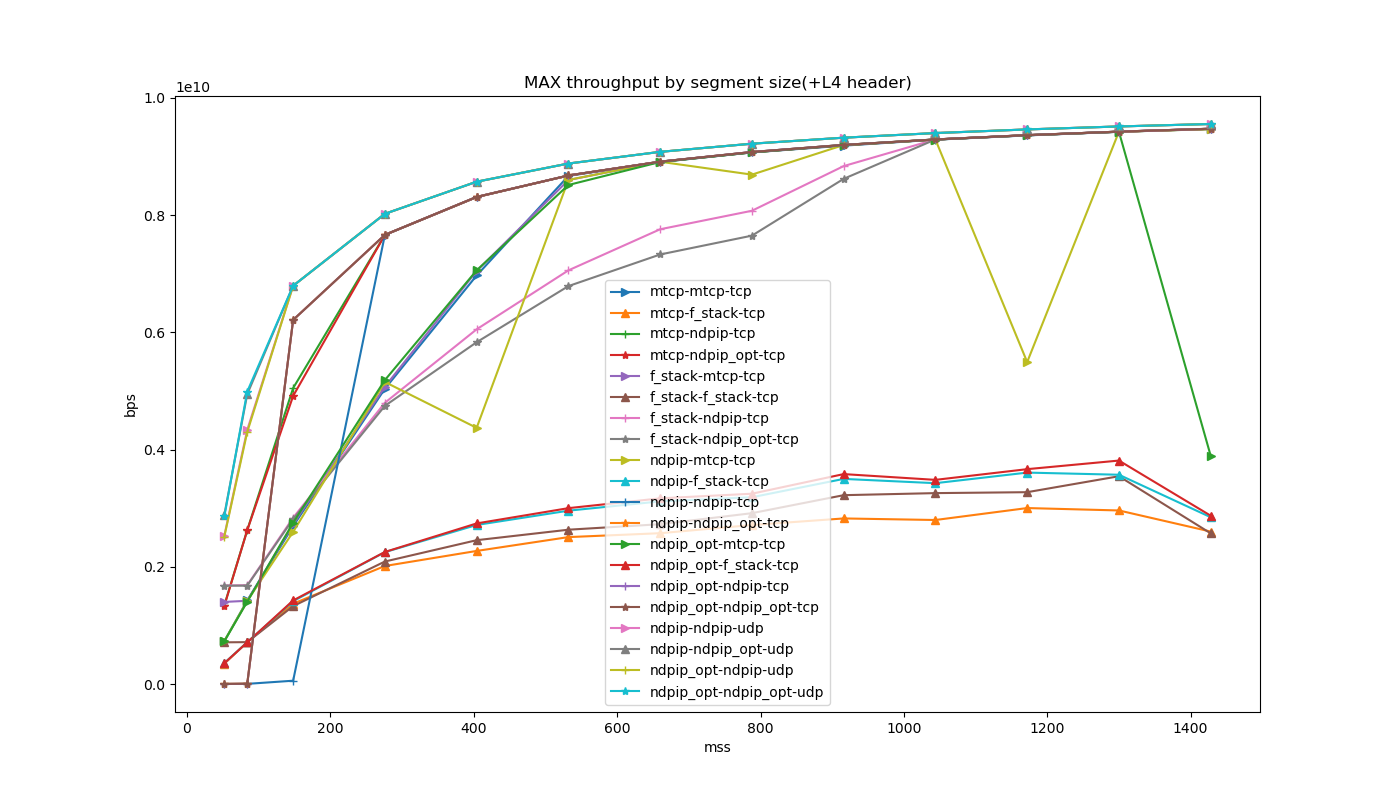 MAX throughput by segment size(+L4 header)
1e10
1.0
0.8
0.6
0.4
0.2
0.0
bps
mtcp-mtcp-tcp
mtcp-f_stack-tcp
mtcp-ndpip-tcp
mtcp-ndpip_opt-tcp
f_stack-mtcp-tcp
f_stack-f_stack-tcp
f_stack-ndpip-tcp
f_stack-ndpip_opt-tcp
ndpip-mtcp-tcp
ndpip-f_stack-tcp
ndpip-ndpip-tcp
ndpip-ndpip_opt-tcp
ndpip_opt-mtcp-tcp
ndpip_opt-f_stack-tcp
ndpip_opt-ndpip-tcp
ndpip_opt-ndpip_opt-tcp
ndpip-ndpip-udp
ndpip-ndpip_opt-udp
ndpip_opt-ndpip-udp
ndpip_opt-ndpip_opt-udp
0 200 400 600 800 1000 1200 1400
mss